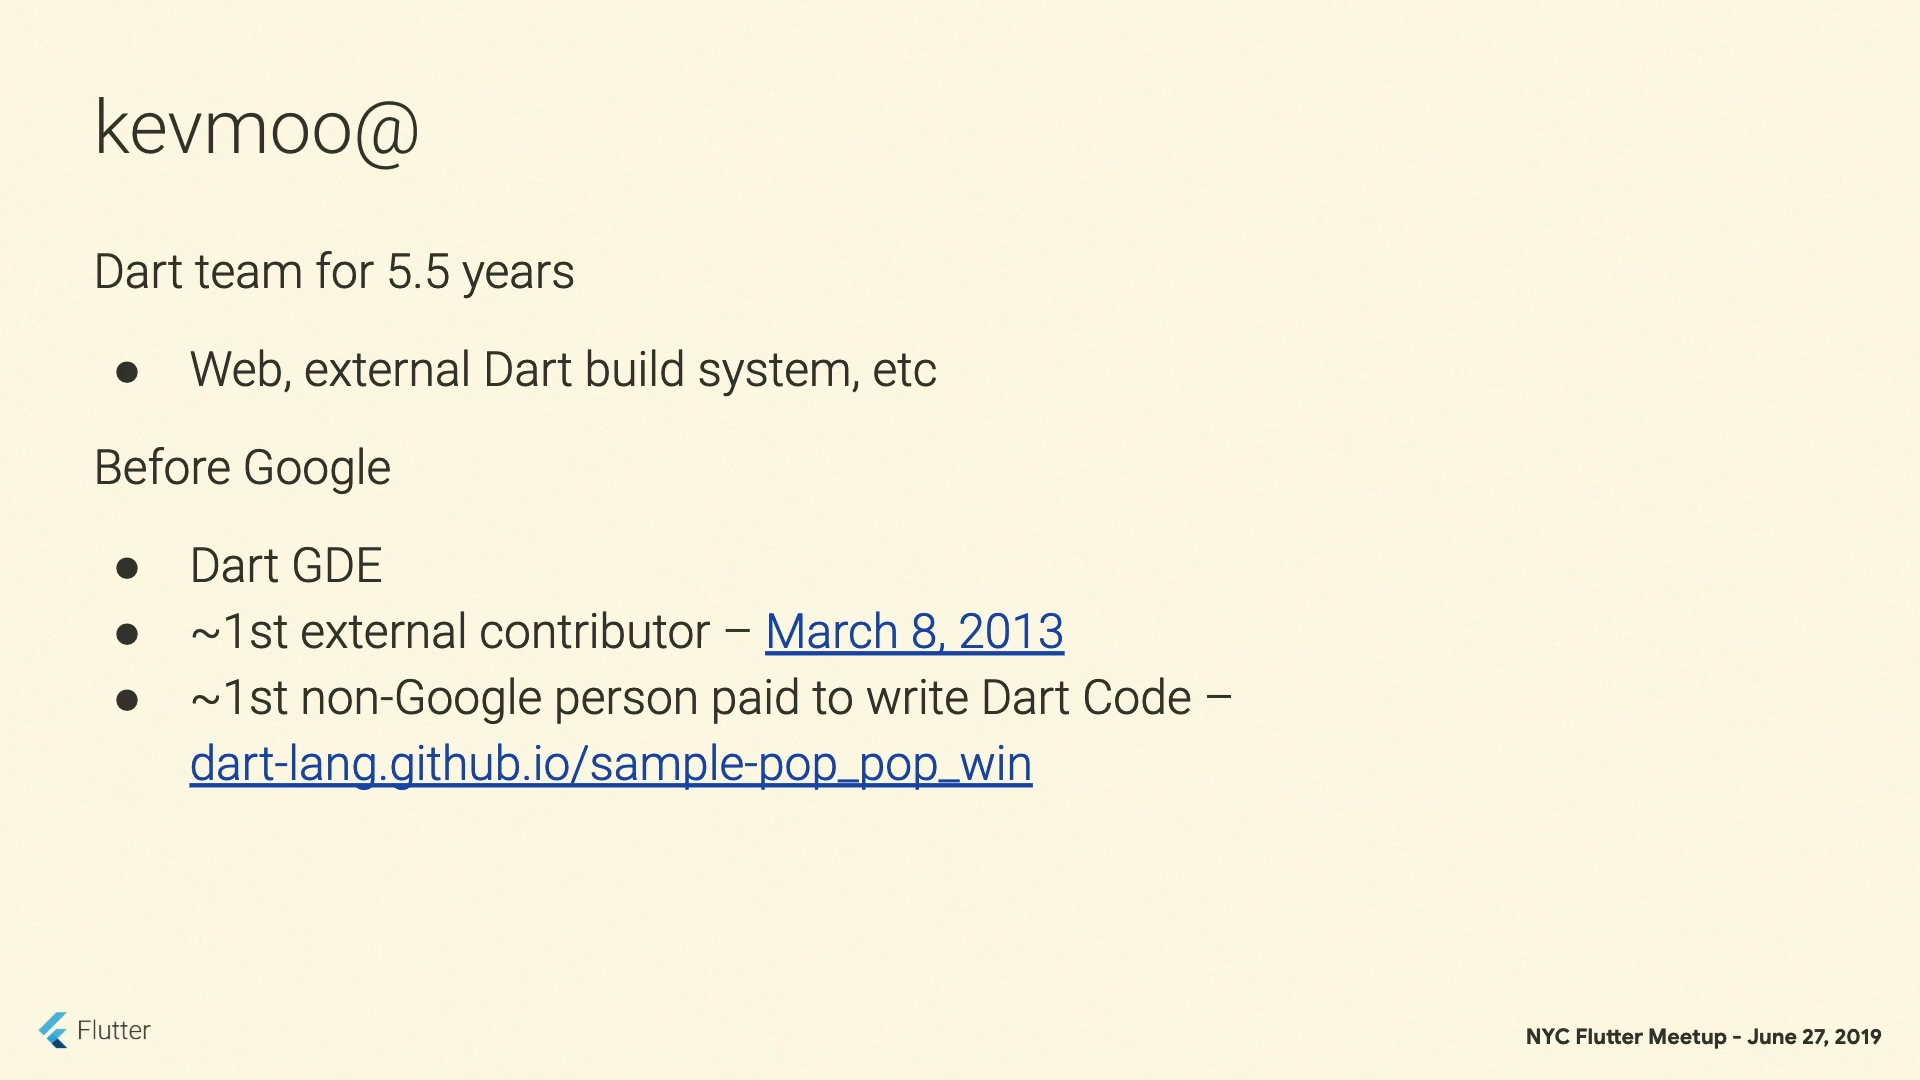 kevmoo@
Dart team for 5.5 years
● Web, external Dart build system, etc
Before Google
● Dart GDE
● ~1st external contributor – March 8, 2013
● ~1st non-Google person paid to write Dart Code –
dart-lang.github.io/sample-pop_pop_win
Flutter
NYC Flutter Meetup - June 27, 2019